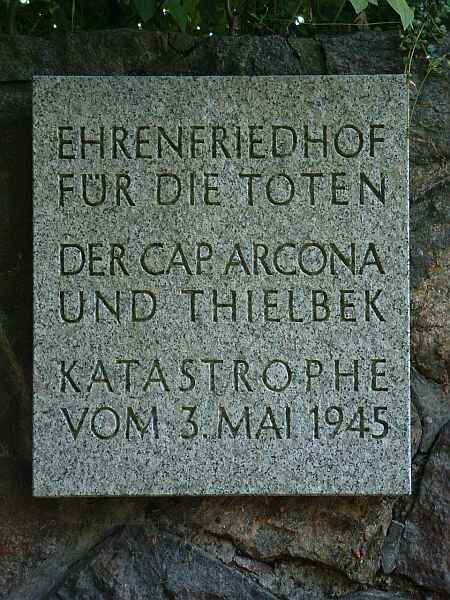 EHRENFRIEDHOF
FÜR DIE TOTEN
DER CAP ARCONA
UND THIELBEK
KATASTROPHE
VOM 3. MAI 1945